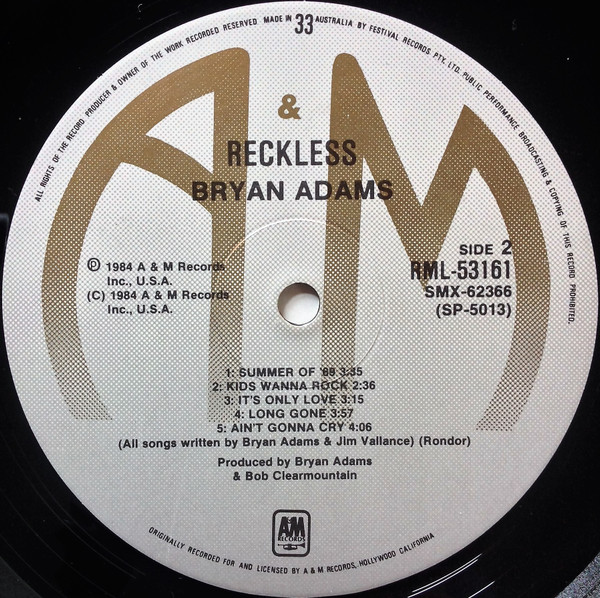 ALL RIGHTS OF THE RECORD PRODUCER & OWNER OF THE WORK RECORDED RESERVED MADE IN 33 AUSTRALIA BY FESTIVAL RECORDS PTY. LTD. PUBLIC PERFORMANCE BROADCASTING & COPYING OF THIS RECORD PROHIBITED.
A & M
RECKLESS
BRYAN ADAMS
SIDE 2
RML-53161
SMX-62366
(SP-5013)
℗ 1984 A & M Records
Inc., U.S.A.
(C) 1984 A & M Records
Inc., U.S.A.
1: SUMMER OF '69 3:35
2: KIDS WANNA ROCK 2:36
3: IT'S ONLY LOVE 3:15
4: LONG GONE 3:57
5: AIN'T GONNA CRY 4:06
(All songs written by Bryan Adams & Jim Vallance) (Rondor)
Produced by Bryan Adams
& Bob Clearmountain
A&M
RECORDS
ORIGINALLY RECORDED FOR AND LICENSED BY A & M RECORDS, HOLLYWOOD CALIFORNIA